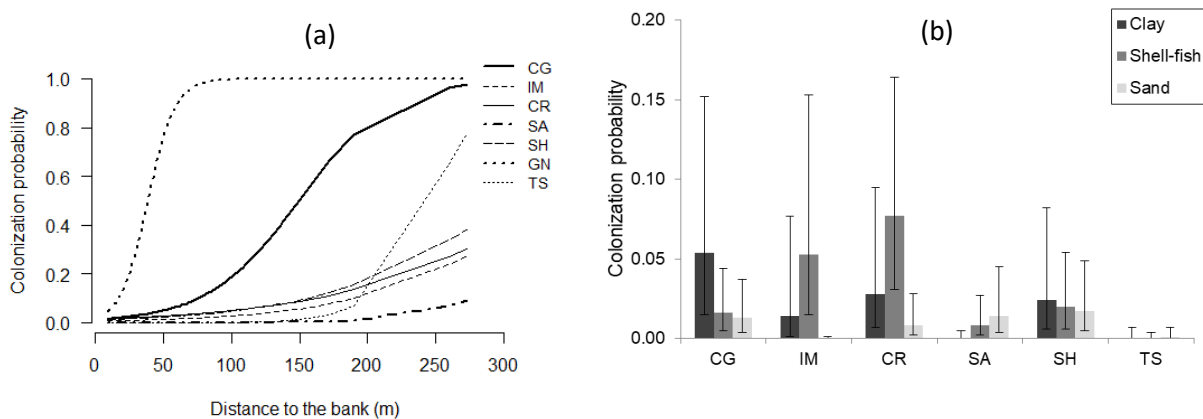 (a)
CG
IM
CR
SA
SH
GN
TS
1.0
0.8
0.6
0.4
0.2
0.0
Colonization probability
0 50 100 150 200 250 300
Distance to the bank (m)
(b)
Clay
Shell-fish
Sand
0.20
0.15
0.10
0.05
0.00
Colonization probability
CG IM CR SA SH TS